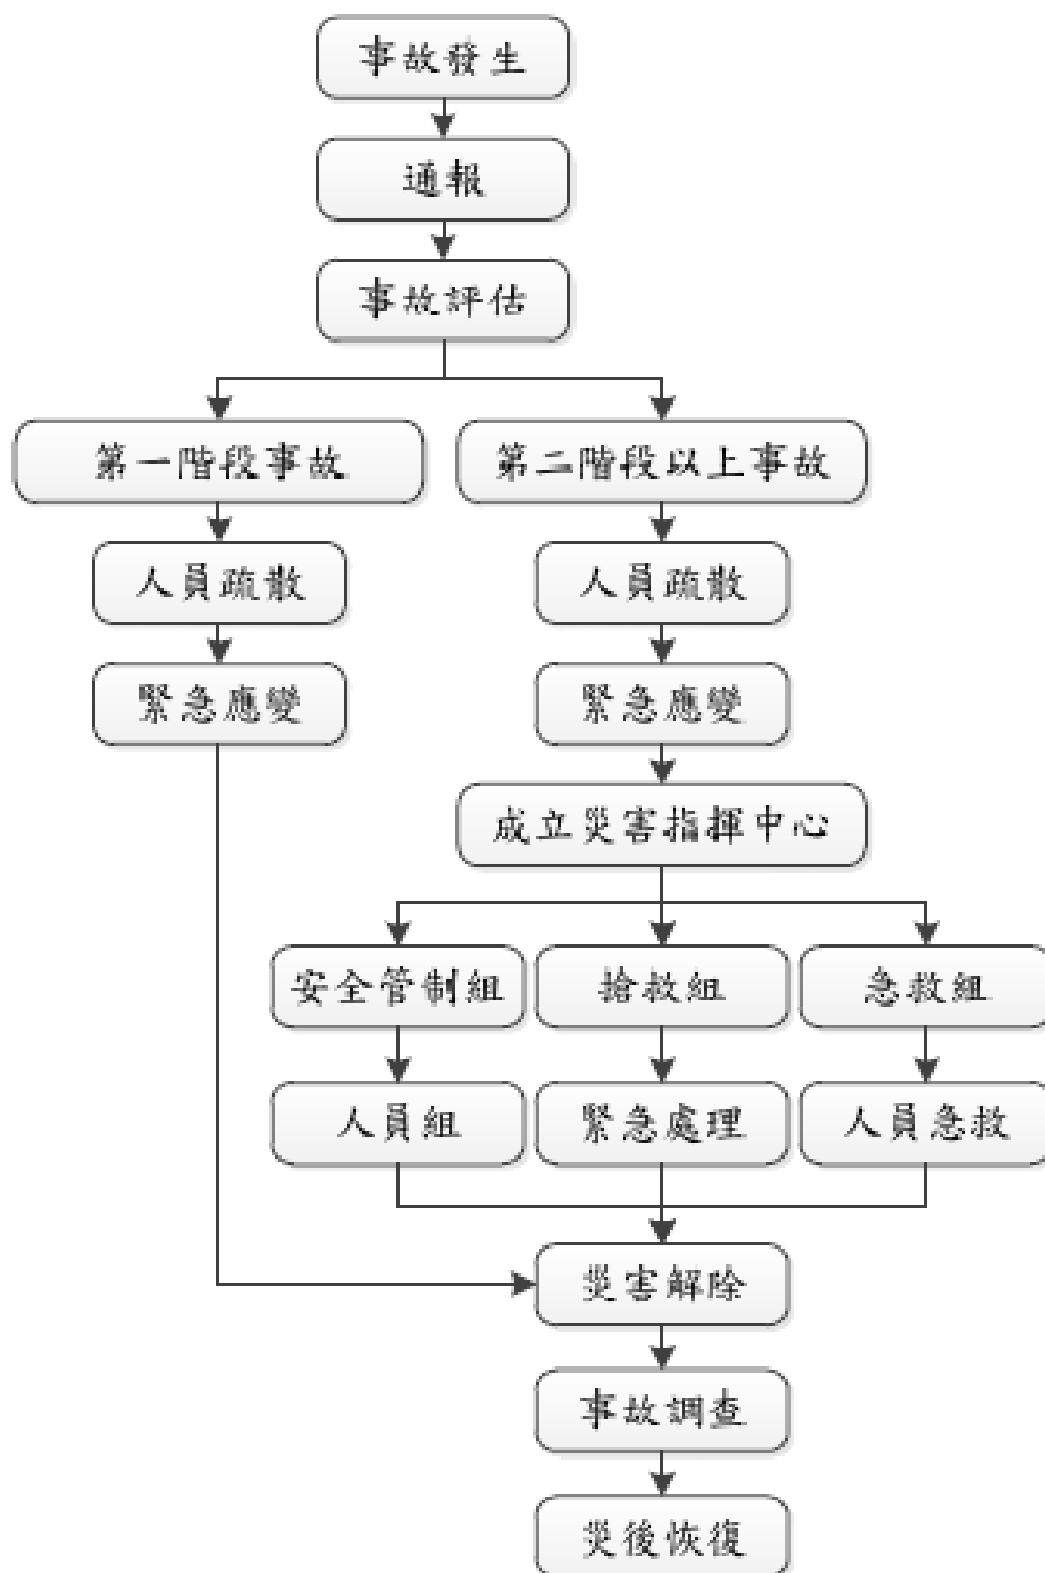 事故發生
通報
事故評估
第一階段事故
第二階段以上事故
人員疏散
人員疏散
緊急應變
緊急應變
成立災害指揮中心
安全管制組
搶救組
急救組
人員組
緊急處理
人員急救
災害解除
事故調查
災後恢復